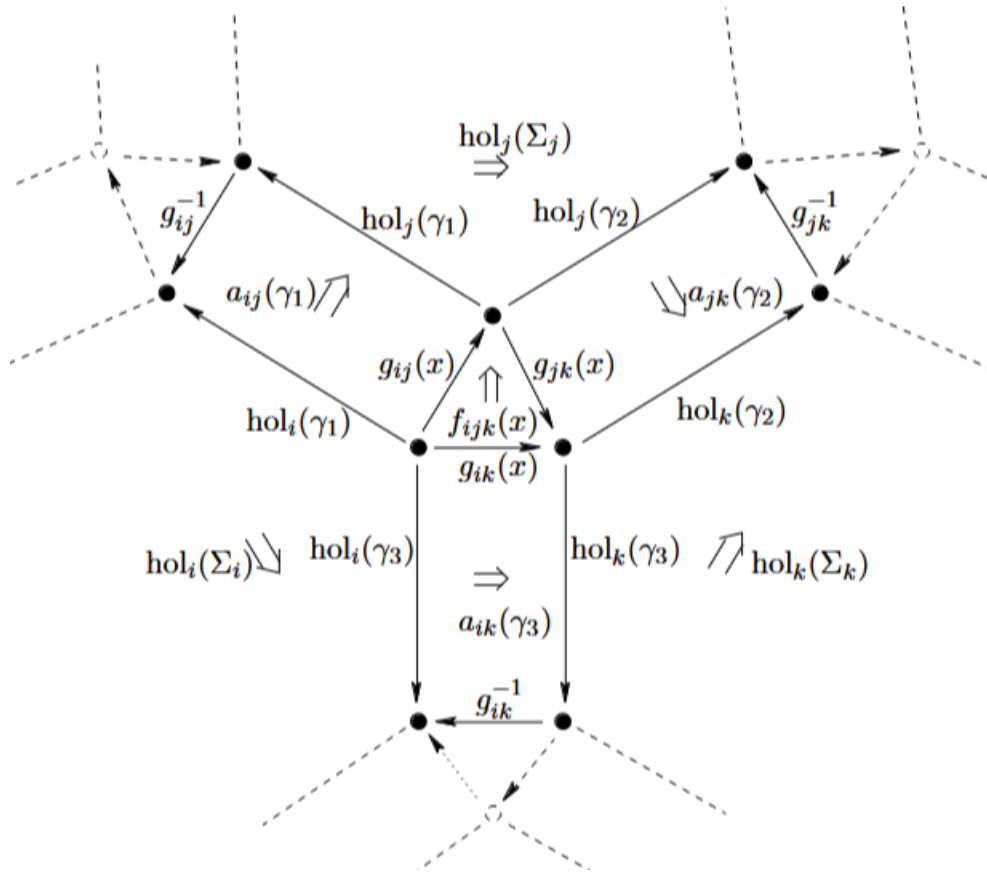 hol_j(Σ_j)
⇒
g_{ij}^{-1}
hol_j(γ_1)
hol_j(γ_2)
g_{jk}^{-1}
a_{ij}(γ_1)
a_{jk}(γ_2)
g_{ij}(x)
g_{jk}(x)
⇑
hol_i(γ_1)
f_{ijk}(x)
hol_k(γ_2)
g_{ik}(x)
hol_i(Σ_i)
hol_i(γ_3)
hol_k(γ_3)
hol_k(Σ_k)
⇒
a_{ik}(γ_3)
g_{ik}^{-1}